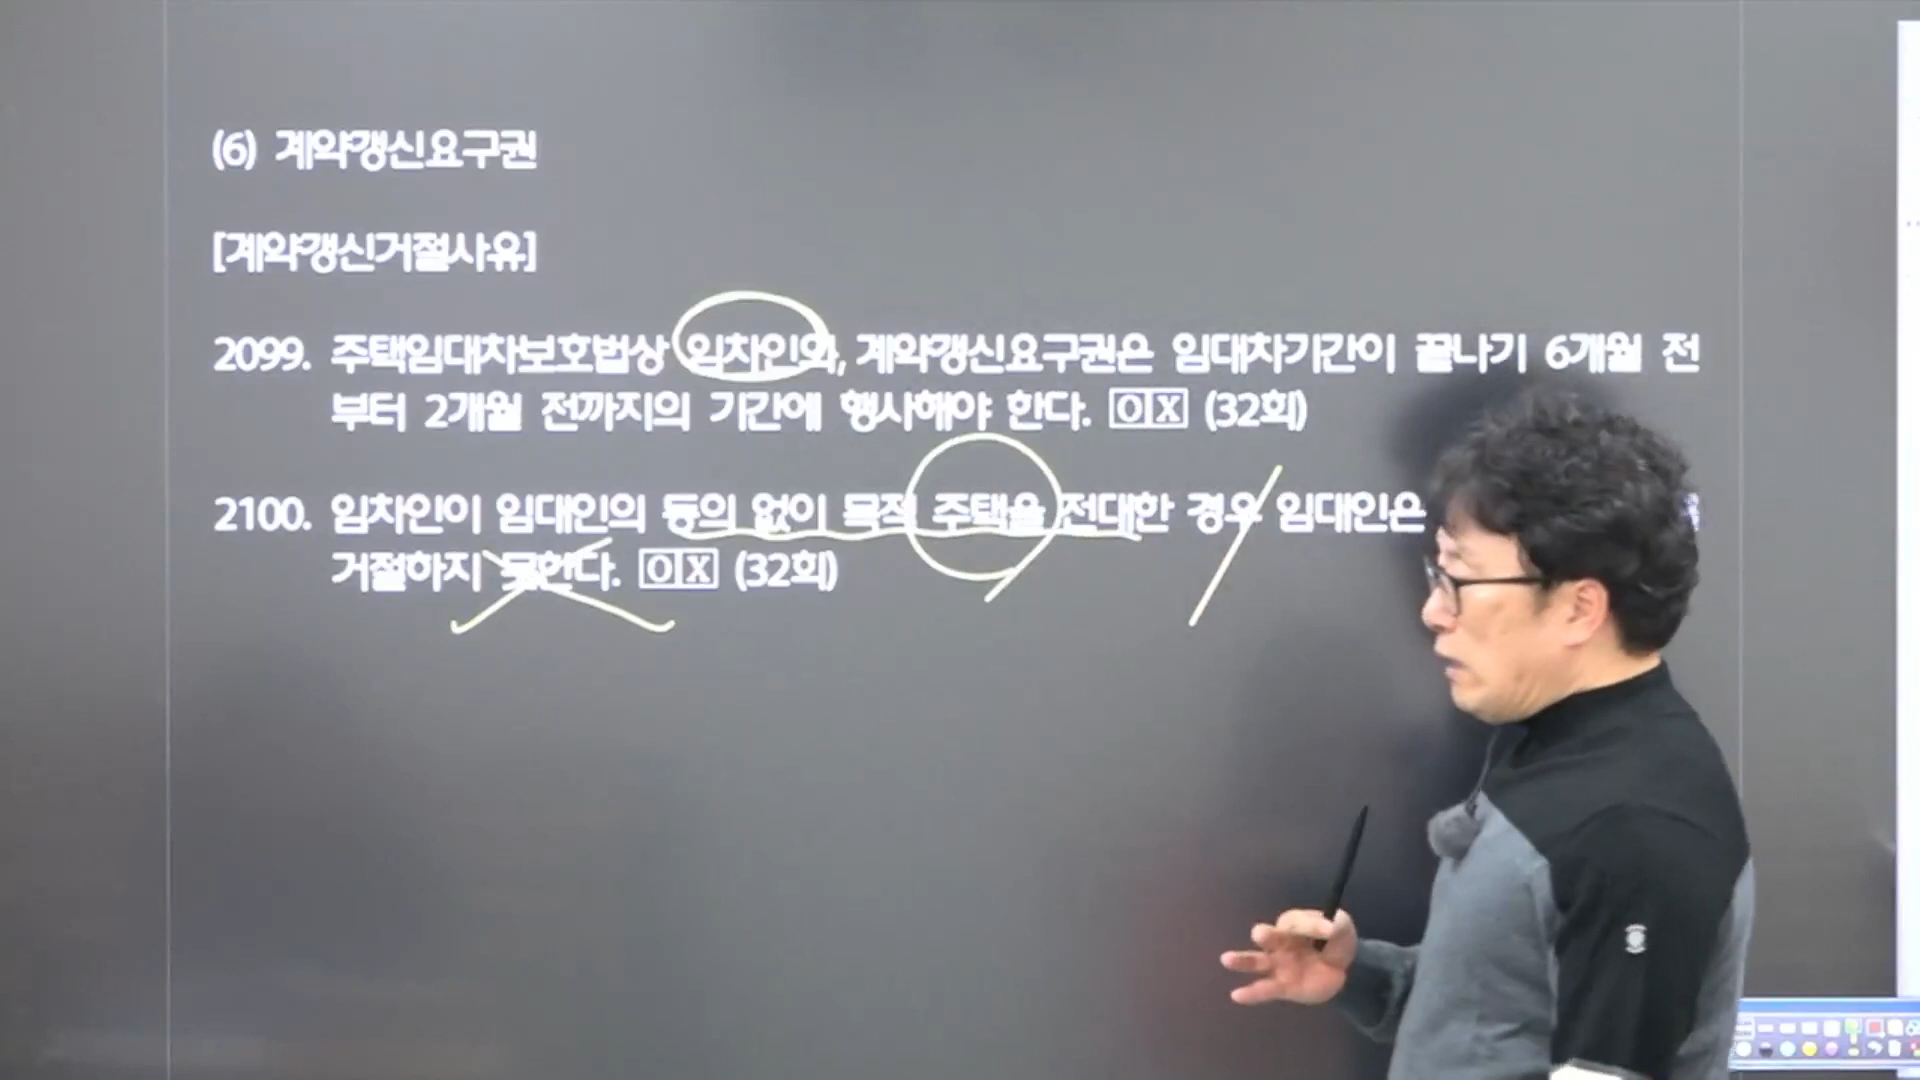 (6) 계약갱신요구권
[계약갱신거절사유]
2099. 주택임대차보호법상 임차인의, 계약갱신요구권은 임대차기간이 끝나기 6개월 전
부터 2개월 전까지의 기간에 행사해야 한다. O X (32회)
2100. 임차인이 임대인의 동의 없이 목적 주택을 전대한 경우 임대인은
거절하지 못한다. O X (32회)